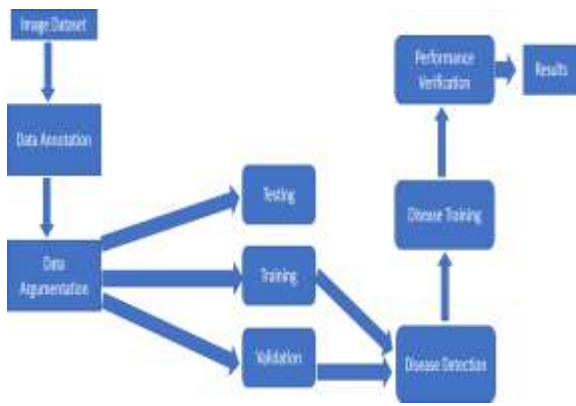 Image Dataset
Data Annotation
Data
Argumentation
Testing
Training
Validation
Disease Detection
Disease Training
Performance
Verification
Results